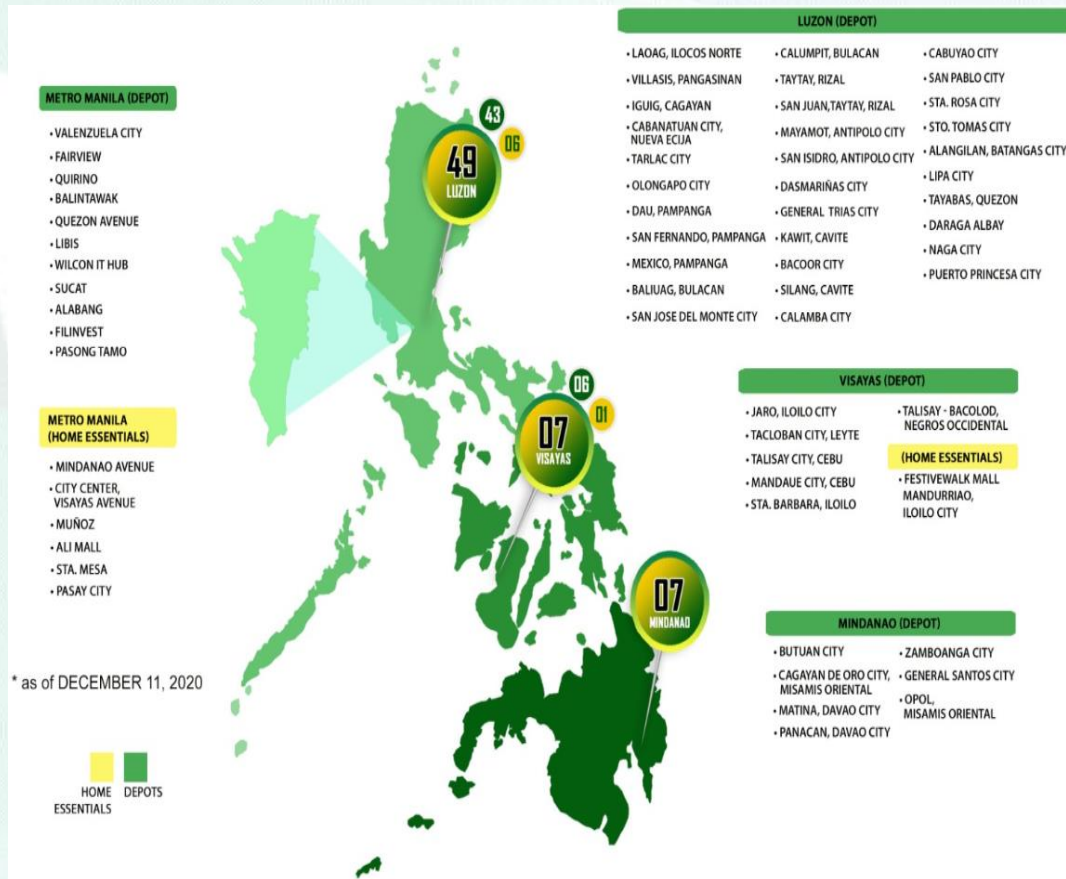 METRO MANILA (DEPOT)
• VALENZUELA CITY
• FAIRVIEW
• QUIRINO
• BALINTAWAK
• QUEZON AVENUE
• LIBIS
• WILCON IT HUB
• SUCAT
• ALABANG
• FILINVEST
• PASONG TAMO
METRO MANILA
(HOME ESSENTIALS)
• MINDANAO AVENUE
• CITY CENTER,
VISAYAS AVENUE
• MUÑOZ
• ALI MALL
• STA. MESA
• PASAY CITY
* as of DECEMBER 11, 2020
HOME
ESSENTIALS
DEPOTS
43
06
49
LUZON
06
01
07
VISAYAS
07
MINDANAO
LUZON (DEPOT)
• LAOAG, ILOCOS NORTE
• VILLASIS, PANGASINAN
• IGUIG, CAGAYAN
• CABANATUAN CITY,
NUEVA ECIJA
• TARLAC CITY
• OLONGAPO CITY
• DAU, PAMPANGA
• SAN FERNANDO, PAMPANGA
• MEXICO, PAMPANGA
• BALIUAG, BULACAN
• SAN JOSE DEL MONTE CITY
• CALUMPIT, BULACAN
• TAYTAY, RIZAL
• SAN JUAN,TAYTAY, RIZAL
• MAYAMOT, ANTIPOLO CITY
• SAN ISIDRO, ANTIPOLO CITY
• DASMARIÑAS CITY
• GENERAL TRIAS CITY
• KAWIT, CAVITE
• BACOOR CITY
• SILANG, CAVITE
• CALAMBA CITY
• CABUYAO CITY
• SAN PABLO CITY
• STA. ROSA CITY
• STO. TOMAS CITY
• ALANGILAN, BATANGAS CITY
• LIPA CITY
• TAYABAS, QUEZON
• DARAGA ALBAY
• NAGA CITY
• PUERTO PRINCESA CITY
VISAYAS (DEPOT)
• JARO, ILOILO CITY
• TACLOBAN CITY, LEYTE
• TALISAY CITY, CEBU
• MANDAUE CITY, CEBU
• STA. BARBARA, ILOILO
• TALISAY - BACOLOD,
NEGROS OCCIDENTAL
(HOME ESSENTIALS)
• FESTIVEWALK MALL
MANDURRIAO,
ILOILO CITY
MINDANAO (DEPOT)
• BUTUAN CITY
• CAGAYAN DE ORO CITY,
MISAMIS ORIENTAL
• MATINA, DAVAO CITY
• PANACAN, DAVAO CITY
• ZAMBOANGA CITY
• GENERAL SANTOS CITY
• OPOL,
MISAMIS ORIENTAL